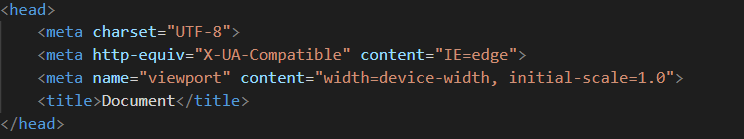 <head>
    <meta charset="UTF-8">
    <meta http-equiv="X-UA-Compatible" content="IE=edge">
    <meta name="viewport" content="width=device-width, initial-scale=1.0">
    <title>Document</title>
</head>